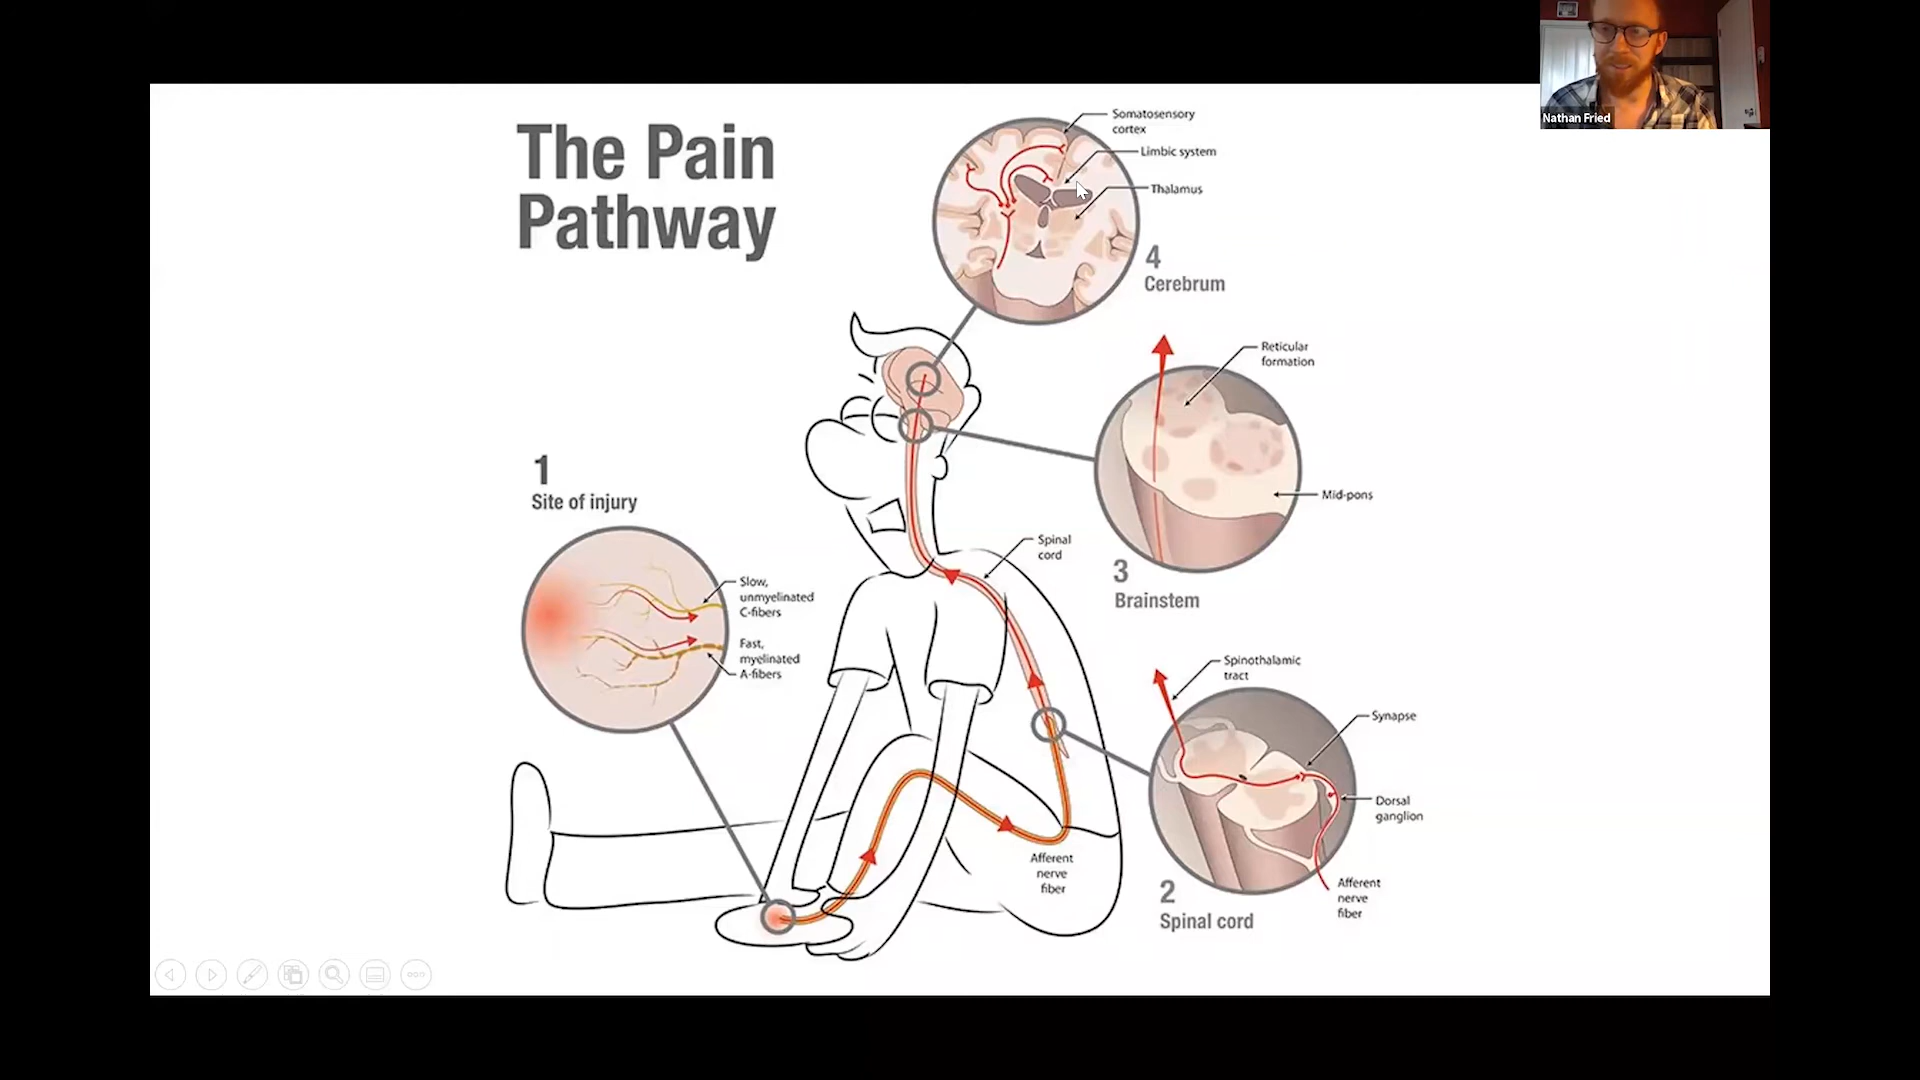 The Pain
Pathway
Somatosensory
cortex
Limbic system
Thalamus
4
Cerebrum
Reticular
formation
Mid-pons
3
Brainstem
1
Site of injury
Slow,
unmyelinated
C-fibers
Fast,
myelinated
A-fibers
Spinal
cord
Spinothalamic
tract
Synapse
Dorsal
ganglion
Afferent
nerve
fiber
2
Spinal cord
Afferent
nerve
fiber
Nathan Fried